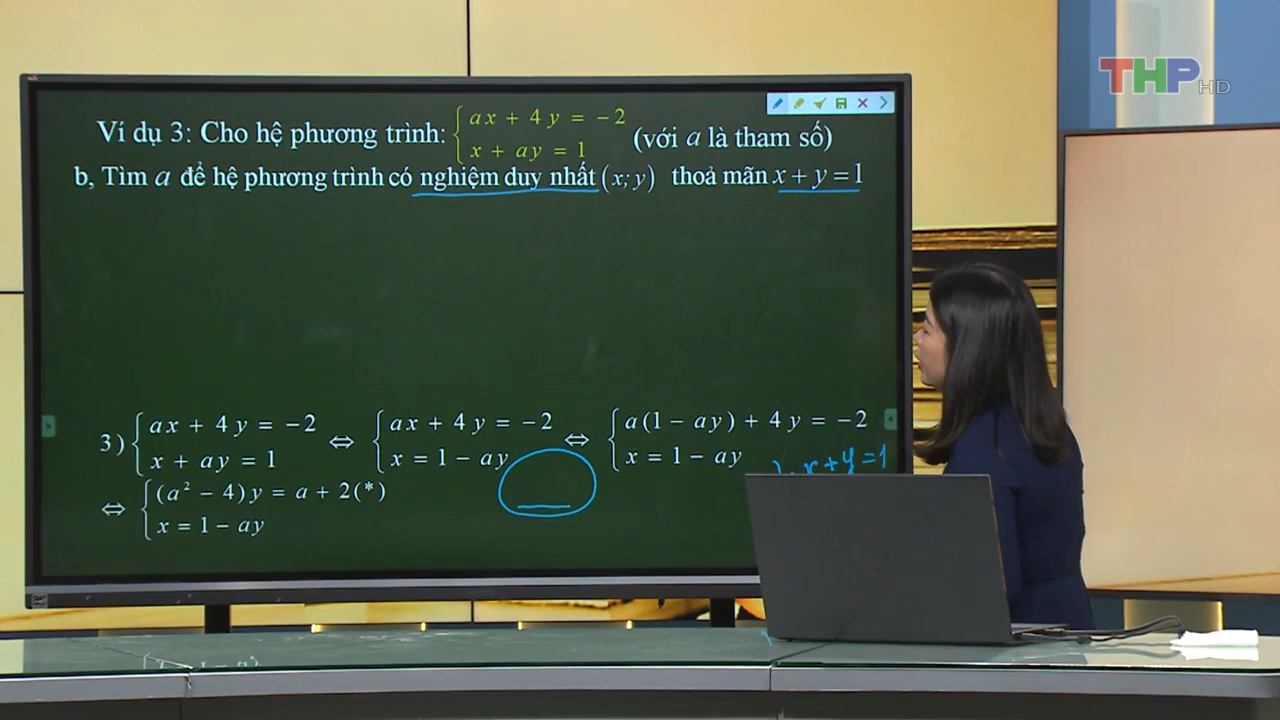 THP HD
Ví dụ 3: Cho hệ phương trình: { ax + 4y = −2 ; x + ay = 1 (với a là tham số)
b, Tìm a để hệ phương trình có nghiệm duy nhất (x; y) thoả mãn x + y = 1
3) { ax + 4y = −2 ; x + ay = 1 ⇔ { ax + 4y = −2 ; x = 1 − ay ⇔ { a(1 − ay) + 4y = −2 ; x = 1 − ay
x + y = 1
⇔ { (a² − 4)y = a + 2(*) ; x = 1 − ay